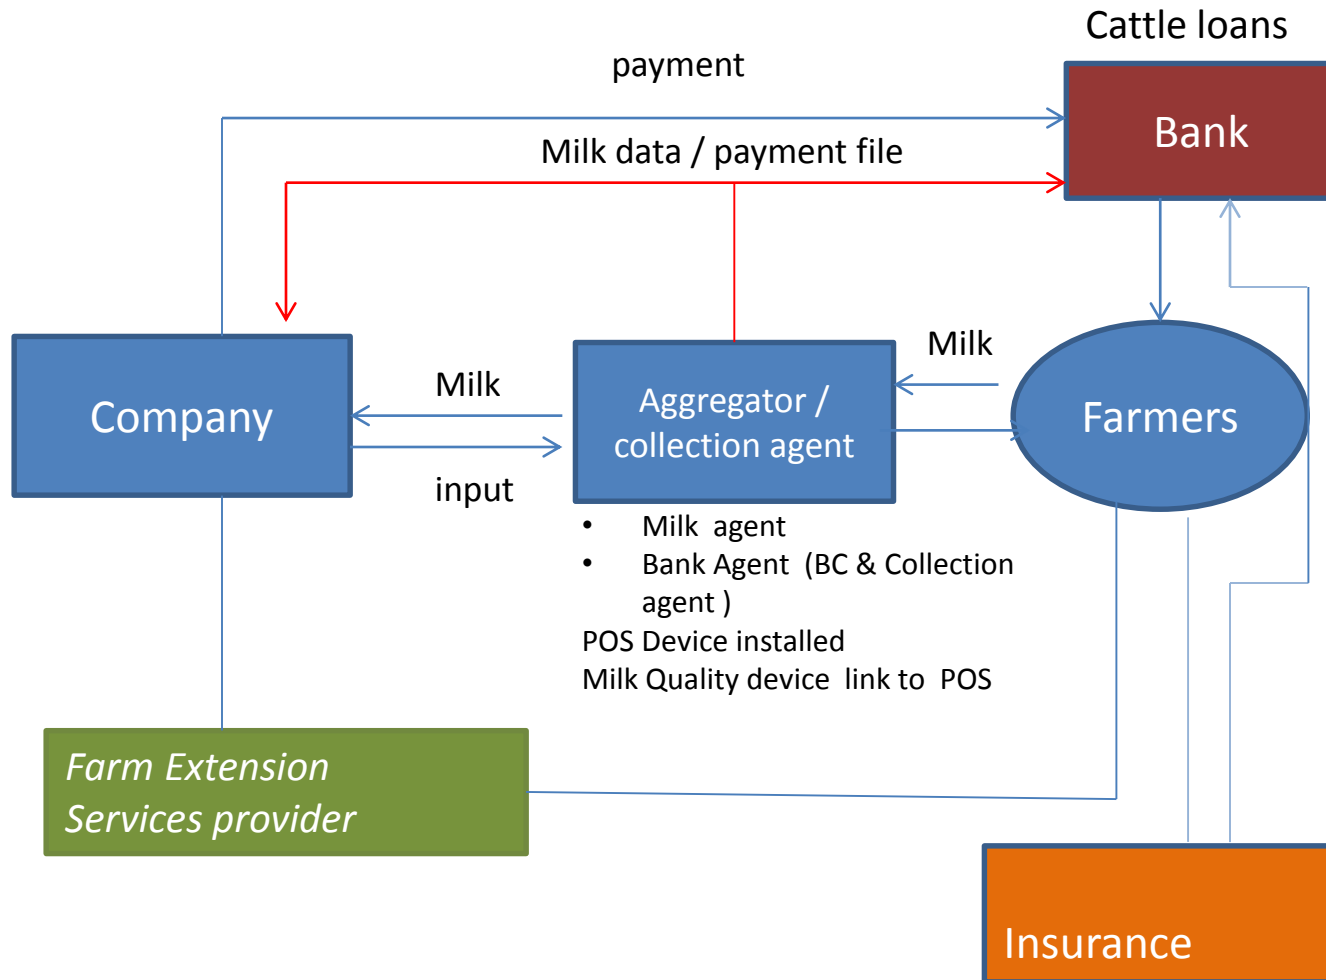 Cattle loans
payment
Bank
Milk data / payment file
Milk
Milk
Aggregator /
collection agent
Company
Farmers
input
• Milk  agent
• Bank Agent  (BC & Collection
agent )
POS Device installed
Milk Quality device  link to  POS
Farm Extension
Services provider
Insurance